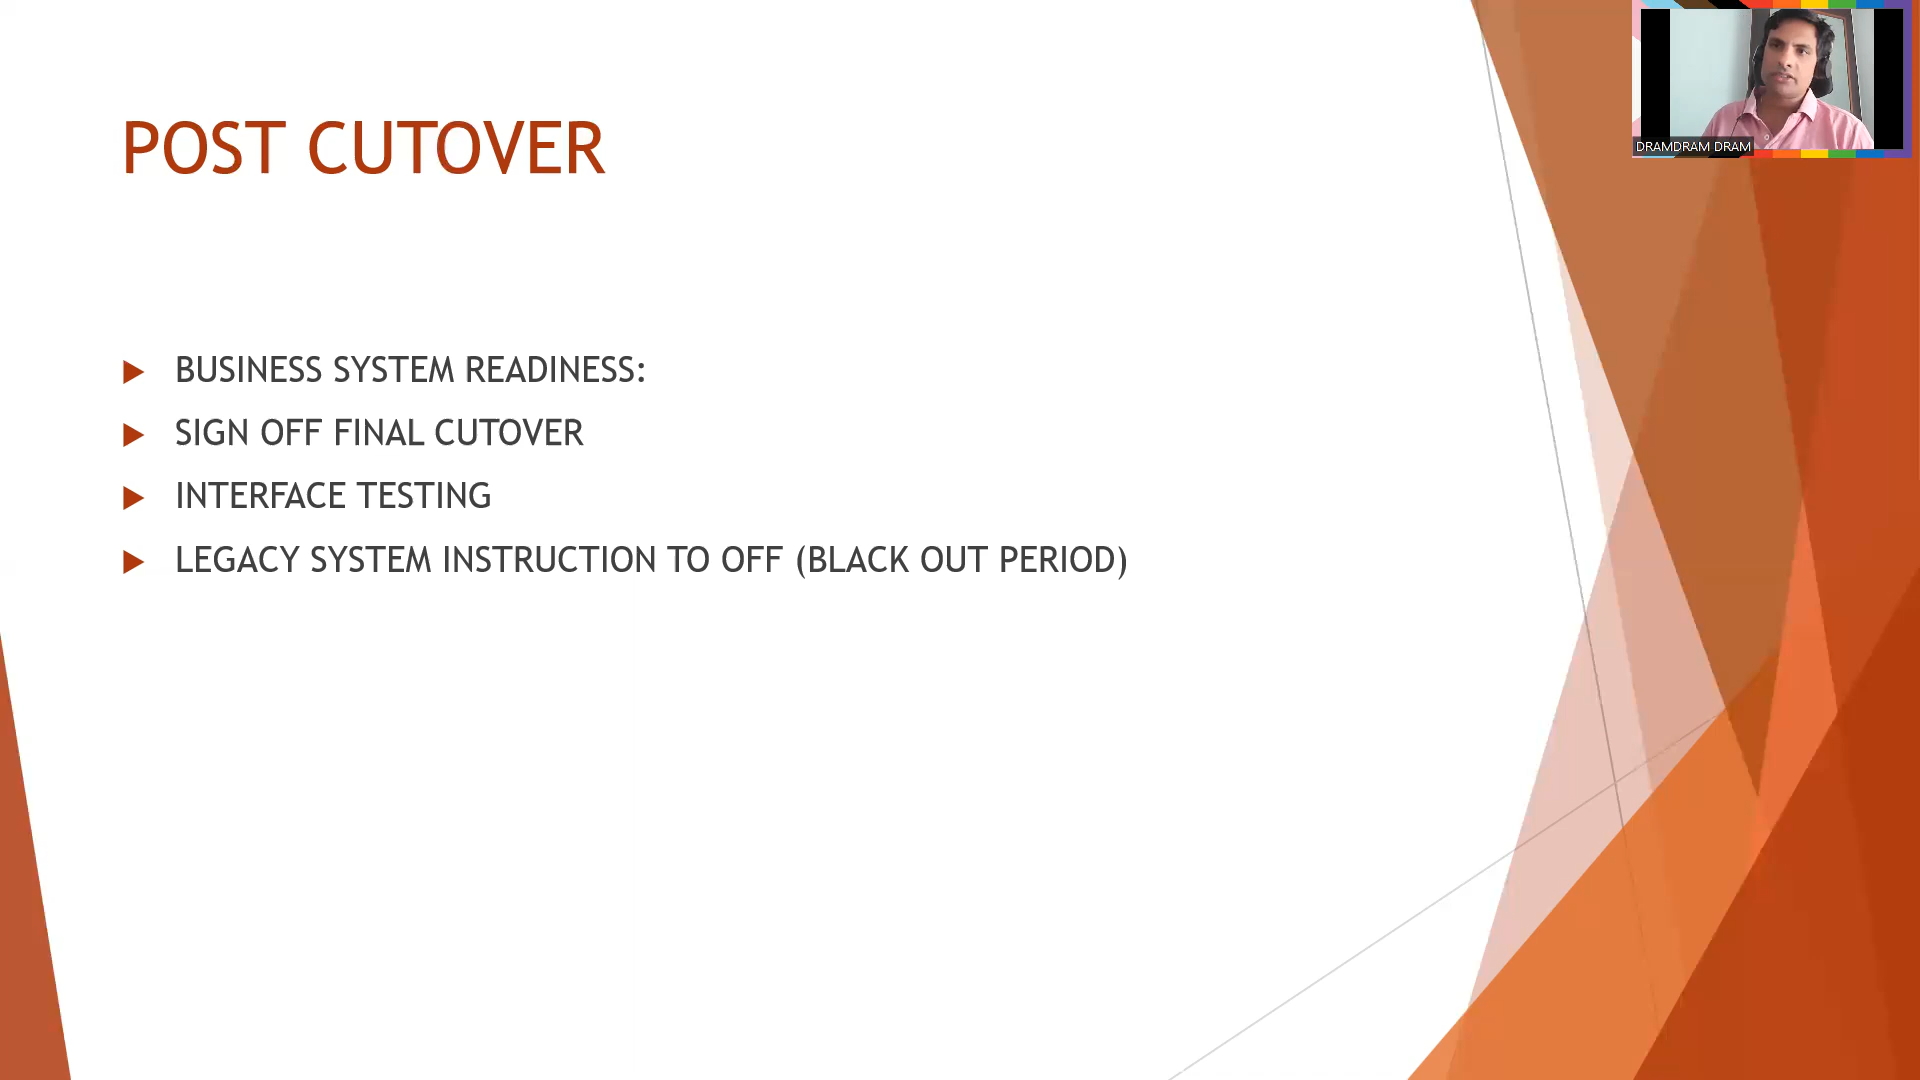 POST CUTOVER
BUSINESS SYSTEM READINESS:
SIGN OFF FINAL CUTOVER
INTERFACE TESTING
LEGACY SYSTEM INSTRUCTION TO OFF (BLACK OUT PERIOD)
DRAMDRAM DRAM